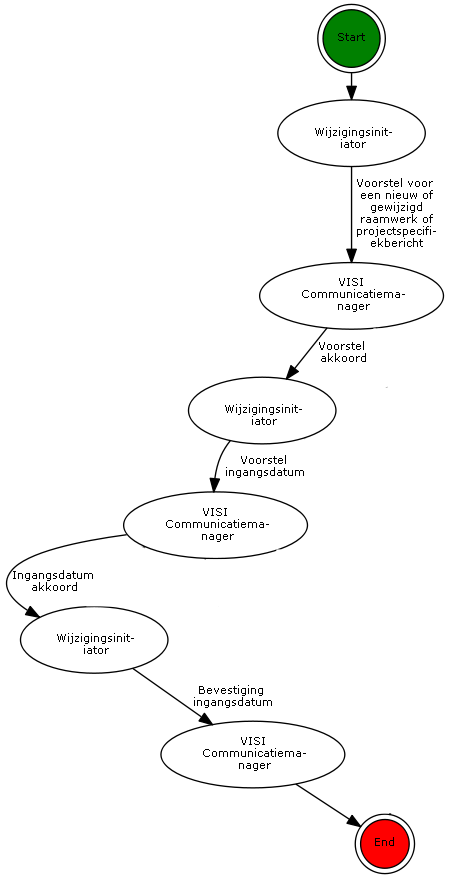 Start
Wijzigingsinit-
iator
Voorstel voor
een nieuw of
gewijzigd
raamwerk of
projectspecifi-
ekbericht
VISI
Communicatiema-
nager
Voorstel
akkoord
Wijzigingsinit-
iator
Voorstel
ingangsdatum
VISI
Communicatiema-
nager
Ingangsdatum
akkoord
Wijzigingsinit-
iator
Bevestiging
ingangsdatum
VISI
Communicatiema-
nager
End